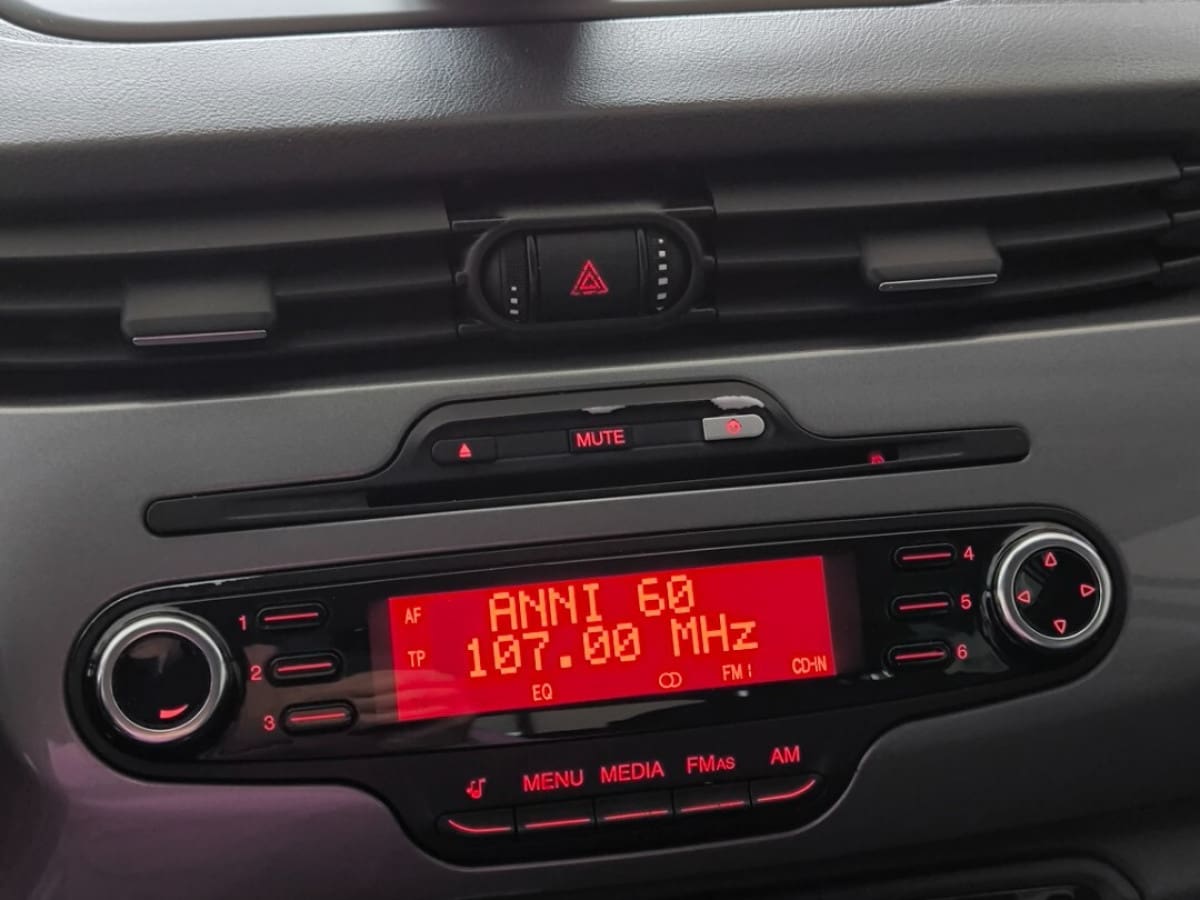 MUTE
AF ANNI 60
TP 107.00 MHz
EQ FM1 CD-IN
1
2
3
4
5
6
MENU MEDIA FMAS AM